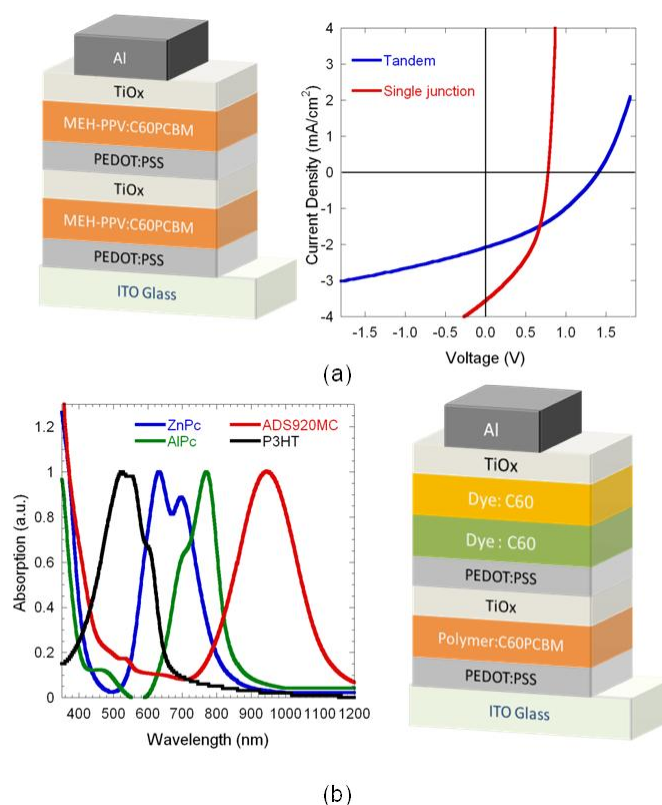 Al
TiOx
MEH-PPV:C60PCBM
PEDOT:PSS
TiOx
MEH-PPV:C60PCBM
PEDOT:PSS
ITO Glass
Tandem
Single junction
Current Density (mA/cm²)
4
3
2
1
0
-1
-2
-3
-4
-1.5 -1.0 -0.5 0.0 0.5 1.0 1.5
Voltage (V)
(a)
ZnPc ADS920MC
AlPc P3HT
Absorption (a.u.)
1.2
1
0.8
0.6
0.4
0.2
0
400 500 600 700 800 900 1000 1100 1200
Wavelength (nm)
Al
TiOx
Dye: C60
Dye : C60
PEDOT:PSS
TiOx
Polymer:C60PCBM
PEDOT:PSS
ITO Glass
(b)